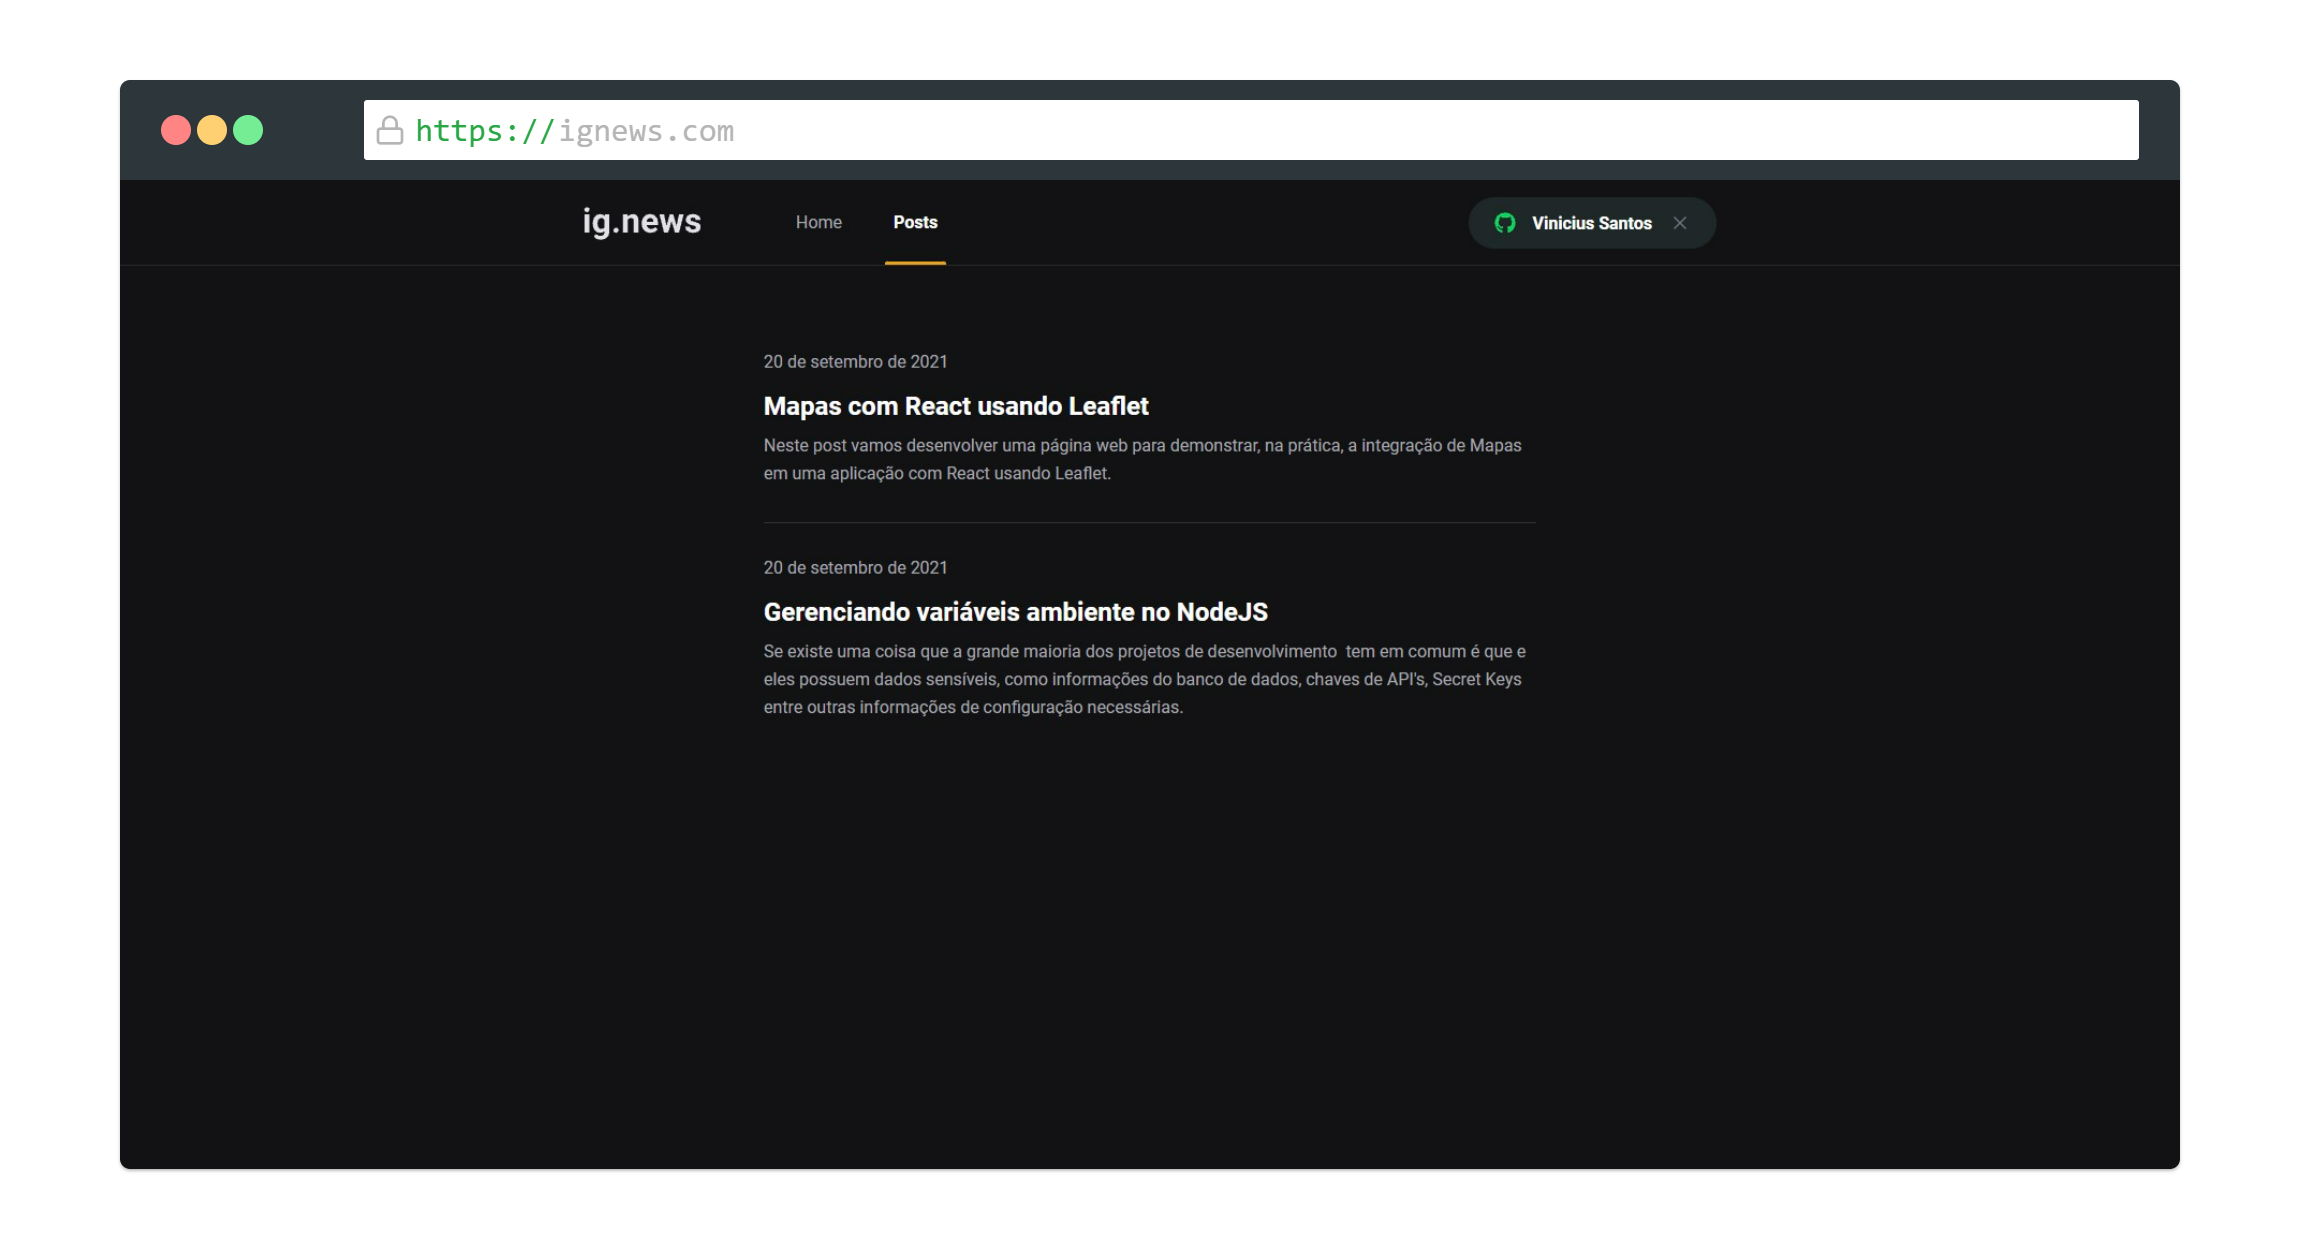 https://ignews.com
ig.news
Home
Posts
Vinicius Santos
20 de setembro de 2021
Mapas com React usando Leaflet
Neste post vamos desenvolver uma página web para demonstrar, na prática, a integração de Mapas
em uma aplicação com React usando Leaflet.
20 de setembro de 2021
Gerenciando variáveis ambiente no NodeJS
Se existe uma coisa que a grande maioria dos projetos de desenvolvimento  tem em comum é que e
eles possuem dados sensíveis, como informações do banco de dados, chaves de API's, Secret Keys
entre outras informações de configuração necessárias.